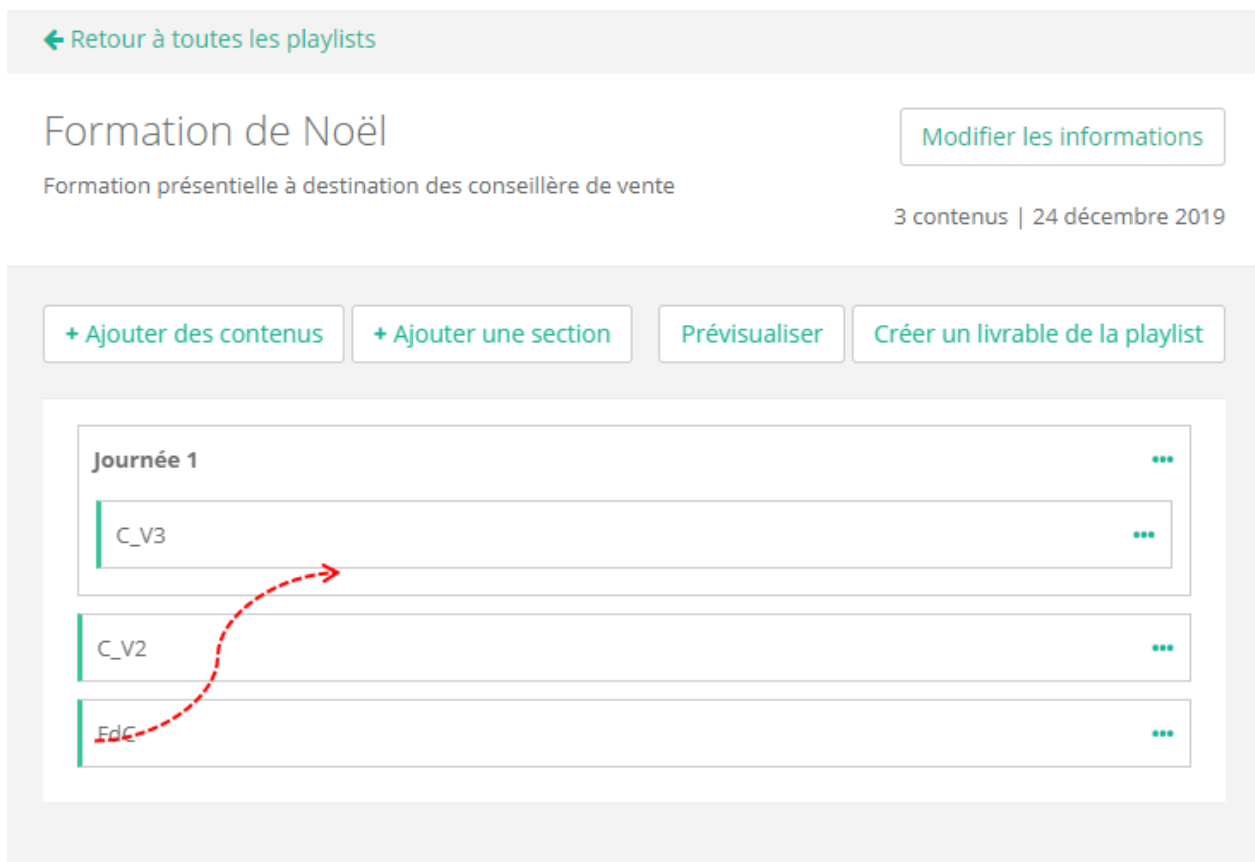 Retour à toutes les playlists
Formation de Noël
Modifier les informations
Formation présentielle à destination des conseillère de vente
3 contenus | 24 décembre 2019
+ Ajouter des contenus
+ Ajouter une section
Prévisualiser
Créer un livrable de la playlist
Journée 1
C_V3
C_V2
FdC